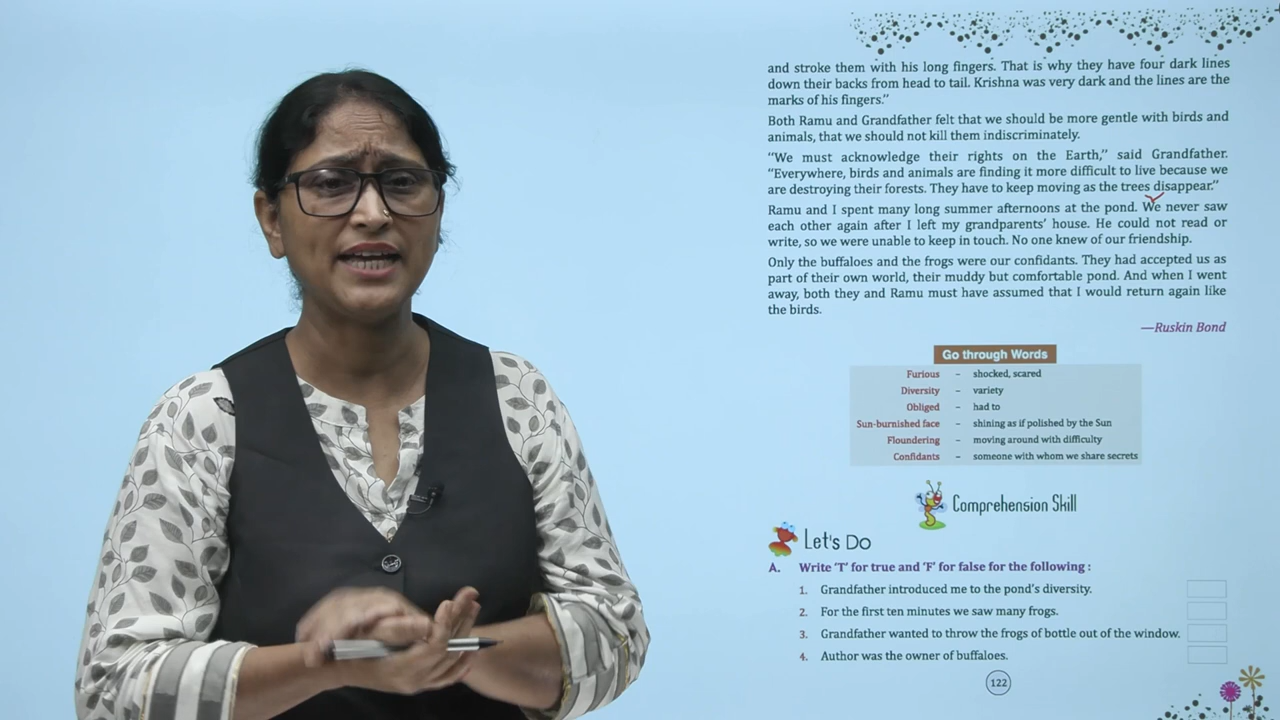 and stroke them with his long fingers. That is why they have four dark lines
down their backs from head to tail. Krishna was very dark and the lines are the
marks of his fingers."
Both Ramu and Grandfather felt that we should be more gentle with birds and
animals, that we should not kill them indiscriminately.
"We must acknowledge their rights on the Earth," said Grandfather.
"Everywhere, birds and animals are finding it more difficult to live because we
are destroying their forests. They have to keep moving as the trees disappear."
Ramu and I spent many long summer afternoons at the pond. We never saw
each other again after I left my grandparents' house. He could not read or
write, so we were unable to keep in touch. No one knew of our friendship.
Only the buffaloes and the frogs were our confidants. They had accepted us as
part of their own world, their muddy but comfortable pond. And when I went
away, both they and Ramu must have assumed that I would return again like
the birds.
—Ruskin Bond
Go through Words
Furious – shocked, scared
Diversity – variety
Obliged – had to
Sun-burnished face – shining as if polished by the Sun
Floundering – moving around with difficulty
Confidants – someone with whom we share secrets
Comprehension Skill
Let's Do
A. Write 'T' for true and 'F' for false for the following :
1. Grandfather introduced me to the pond's diversity.
2. For the first ten minutes we saw many frogs.
3. Grandfather wanted to throw the frogs of bottle out of the window.
4. Author was the owner of buffaloes.
122